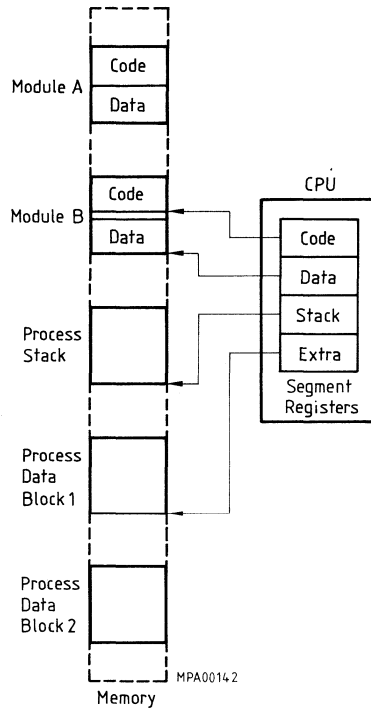 Module A
Code
Data
Module B
Code
Data
Process
Stack
Process
Data
Block 1
Process
Data
Block 2
Memory
MPA00142
CPU
Code
Data
Stack
Extra
Segment
Registers